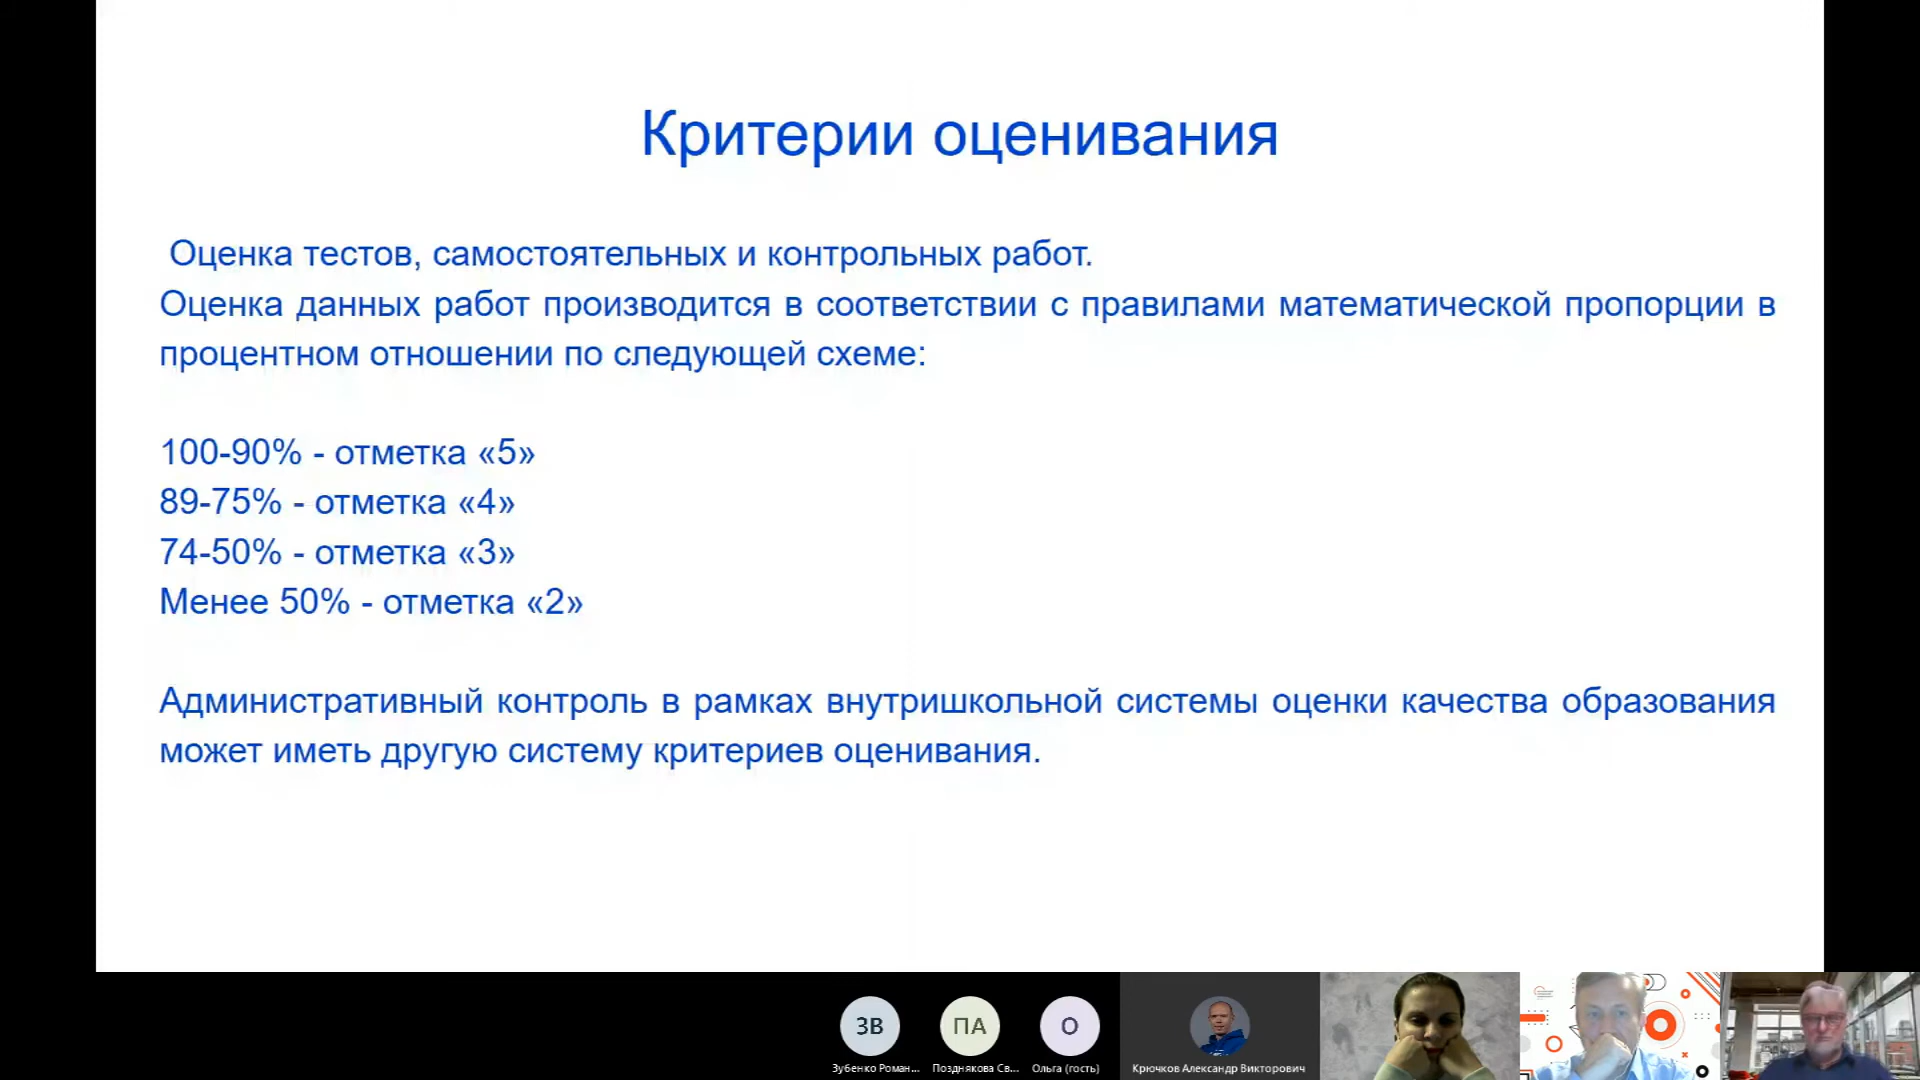 Критерии оценивания
Оценка тестов, самостоятельных и контрольных работ.
Оценка данных работ производится в соответствии с правилами математической пропорции в
процентном отношении по следующей схеме:
100-90% - отметка «5»
89-75% - отметка «4»
74-50% - отметка «3»
Менее 50% - отметка «2»
Административный контроль в рамках внутришкольной системы оценки качества образования
может иметь другую систему критериев оценивания.
ЗВ
ПА
О
Зубенко Роман...
Позднякова Св...
Ольга (гость)
Крючков Александр Викторович